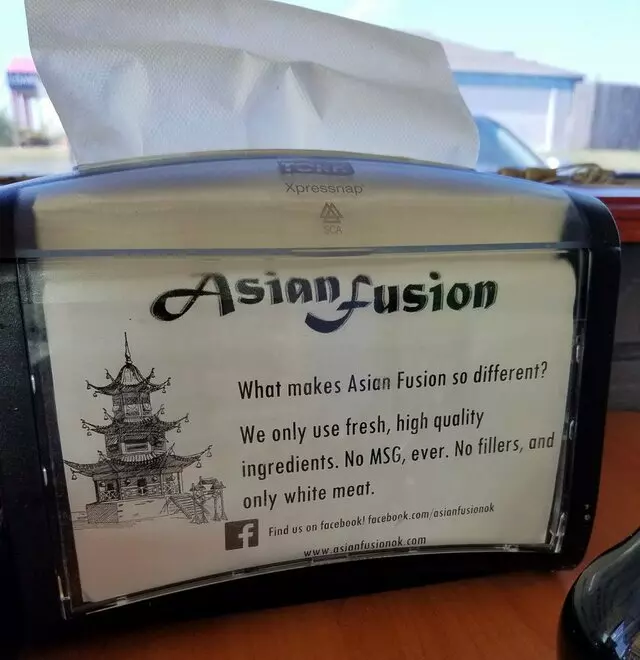 TORK
Xpressnap
SCA
Asian Fusion
What makes Asian Fusion so different?
We only use fresh, high quality
ingredients. No MSG, ever. No fillers, and
only white meat.
f Find us on facebook! facebook.com/asianfusionok
www.asianfusionok.com